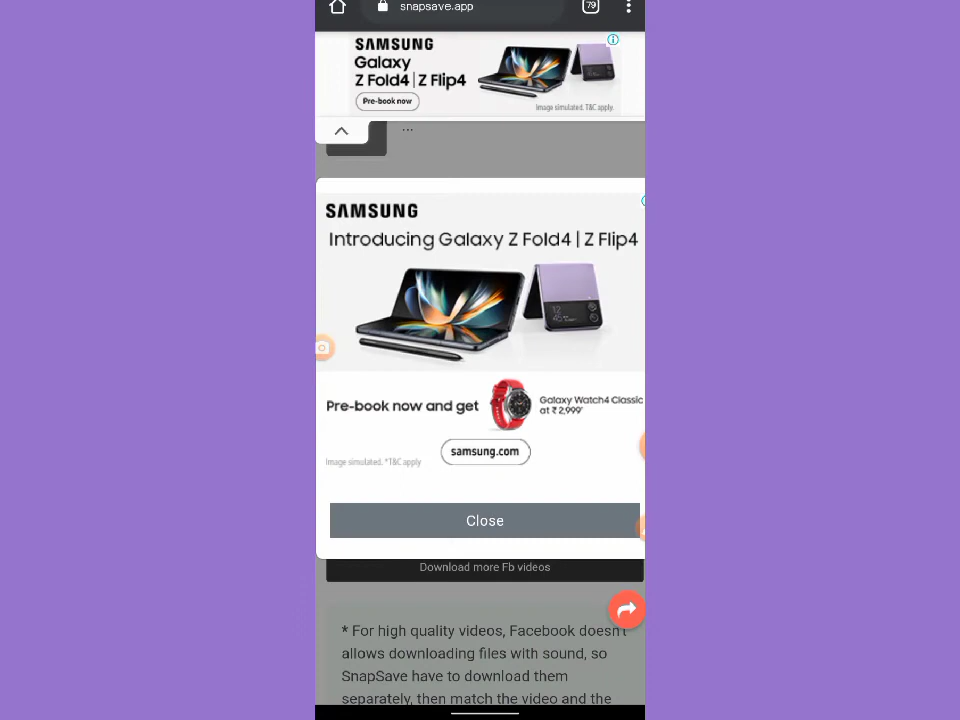 snapsave.app
79
SAMSUNG
Galaxy
Z Fold4 | Z Flip4
Pre-book now
Image simulated. T&C apply.
...
SAMSUNG
Introducing Galaxy Z Fold4 | Z Flip4
Pre-book now and get
Galaxy Watch4 Classic
at ₹ 2,999*
samsung.com
Image simulated. *T&C apply
Close
Download more Fb videos
* For high quality videos, Facebook doesn't
allows downloading files with sound, so
SnapSave have to download them
separately, then match the video and the